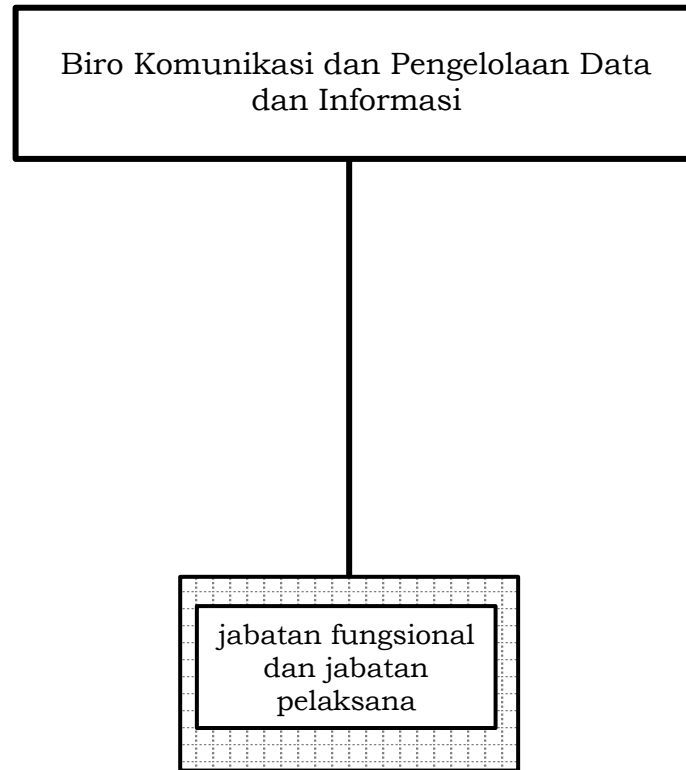 Biro Komunikasi dan Pengelolaan Data
dan Informasi
jabatan fungsional
dan jabatan
pelaksana